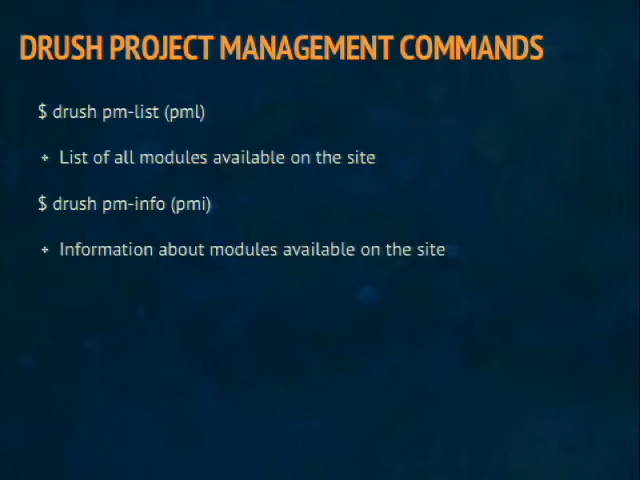 DRUSH PROJECT MANAGEMENT COMMANDS
$ drush pm-list (pml)
+ List of all modules available on the site
$ drush pm-info (pmi)
+ Information about modules available on the site